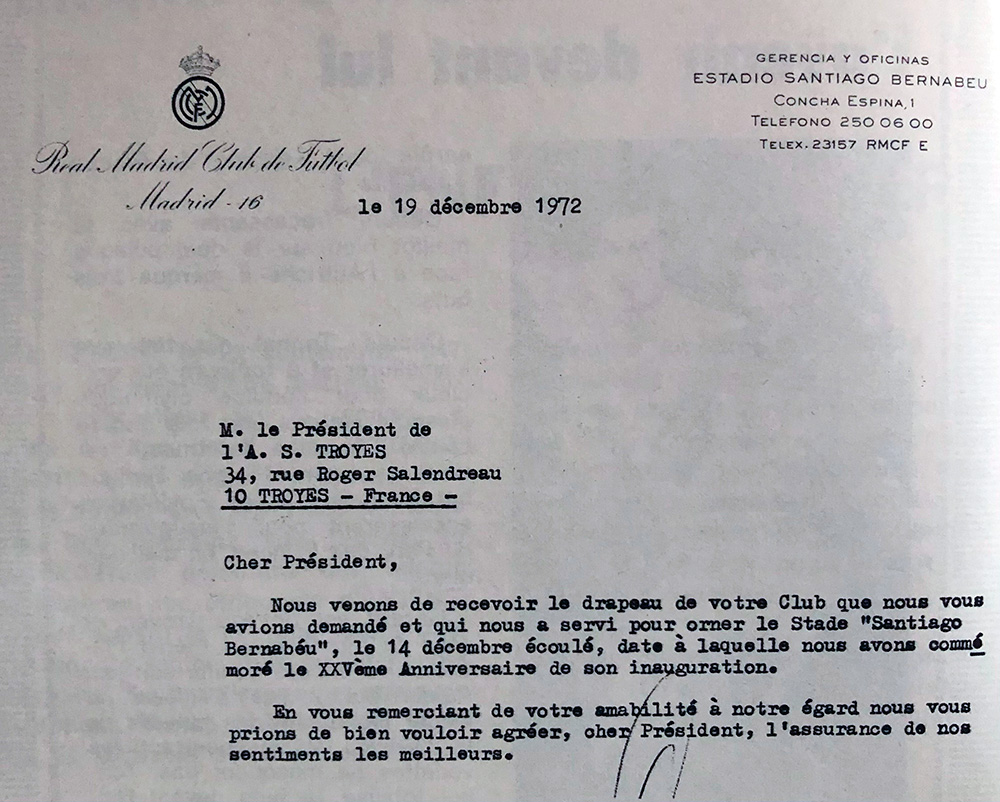 GERENCIA Y OFICINAS
ESTADIO SANTIAGO BERNABEU
CONCHA ESPINA, 1
TELEFONO 250 06 00
TELEX. 23157 RMCF E
Real Madrid Club de Fútbol
Madrid - 16
le 19 décembre 1972
M. le Président de
l'A. S. TROYES
34, rue Roger Salendreau
10 TROYES - France -
Cher Président,
Nous venons de recevoir le drapeau de votre Club que nous vous
avions demandé et qui nous a servi pour orner le Stade "Santiago
Bernabéu", le 14 décembre écoulé, date à laquelle nous avons commé
moré le XXVème Anniversaire de son inauguration.
En vous remerciant de votre amabilité à notre égard nous vous
prions de bien vouloir agréer, cher Président, l'assurance de nos
sentiments les meilleurs.